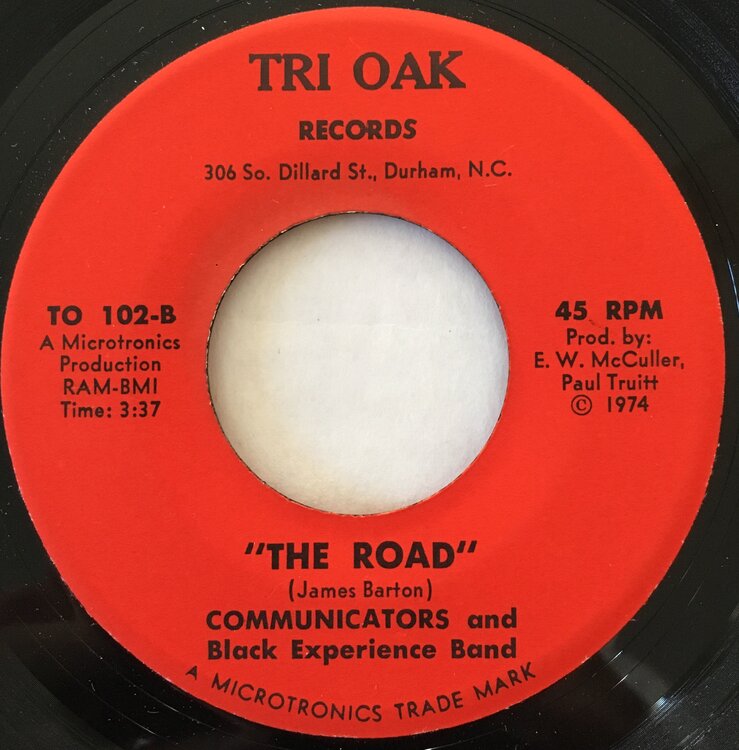 TRI OAK
RECORDS
306 So. Dillard St., Durham, N.C.
TO 102-B
A Microtronics
Production
RAM-BMI
Time: 3:37
45 RPM
Prod. by:
E. W. McCuller,
Paul Truitt
© 1974
"THE ROAD"
(James Barton)
COMMUNICATORS and
Black Experience Band
A MICROTRONICS TRADE MARK